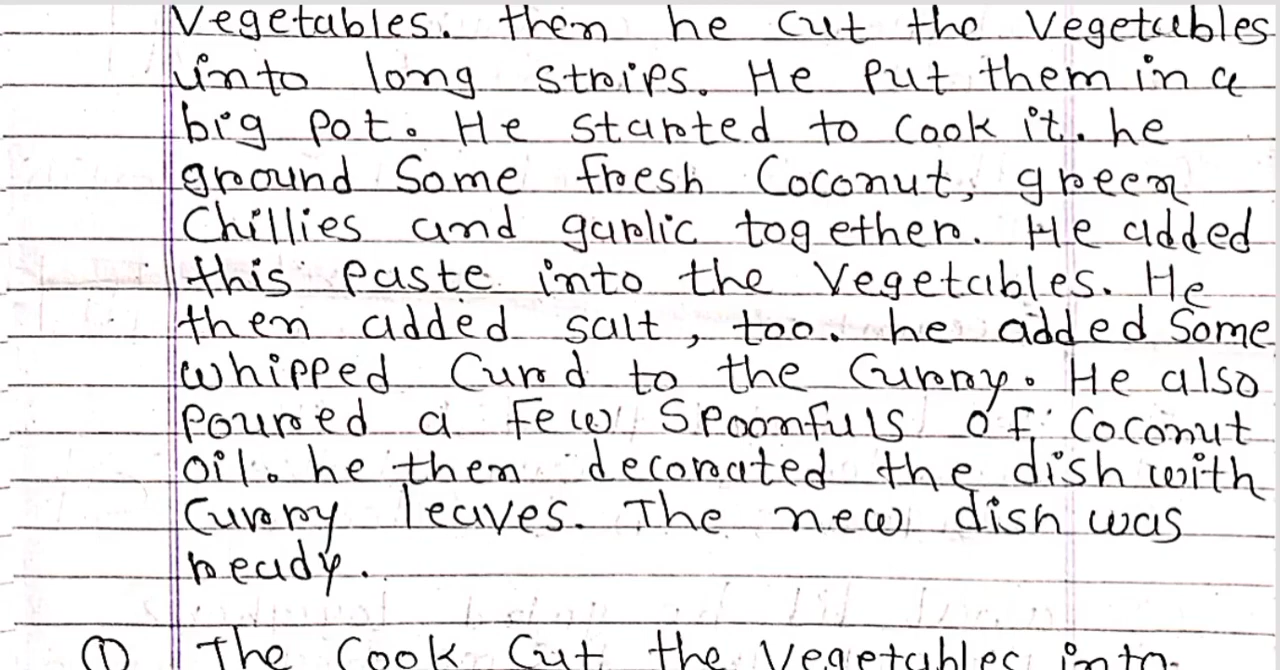 Vegetables. then he cut the Vegetables
into long strips. He put them in a
big pot. He started to cook it. he
ground Some fresh Coconut, green
Chillies and garlic together. He added
this paste into the Vegetables. He
then added salt, too. he added Some
whipped Curd to the Curry. He also
poured a few Spoonfuls of Coconut
oil. he then decorated the dish with
Curry leaves. The new dish was
ready.
① The Cook Cut the Vegetables into